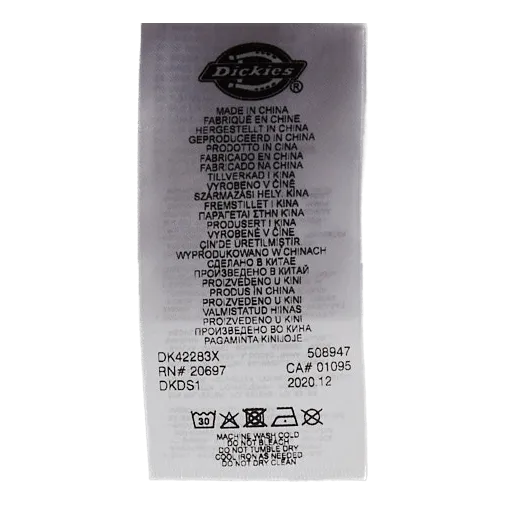 Dickies ®
MADE IN CHINA
FABRIQUÉ EN CHINE
HERGESTELLT IN CHINA
GEPRODUCEERD IN CHINA
PRODOTTO IN CINA
FABRICADO EN CHINA
FABRICADO NA CHINA
TILLVERKAD I KINA
VYROBENO V ČÍNĚ
SZÁRMAZÁSI HELY. KÍNA
FREMSTILLET I KINA
ΠΑΡΑΓΕΤΑΙ ΣΤΗΝ ΚΙΝΑ
PRODUSERT I KINA
VYROBENÉ V ČÍNE
ÇIN'DE ÜRETILMIŞTIR
WYPRODUKOWANO W CHINACH
СДЕЛАНО В КИТАЕ
ПРОИЗВЕДЕНО В КИТАЙ
PROIZVEDENO U KINI
PRODUS IN CHINA
PROIZVEDENO U KINI
VALMISTATUD HIINAS
PROIZVEDENO U KINI
ПРОИЗВЕДЕНО ВО КИНА
PAGAMINTA KINIJOJE
DK42283X 508947
RN# 20697 CA# 01095
DKDS1 2020.12
30
MACHINE WASH COLD
DO NOT BLEACH
DO NOT TUMBLE DRY
COOL IRON AS NEEDED
DO NOT DRY CLEAN